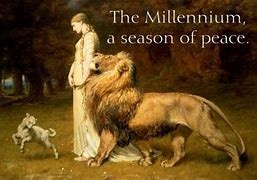 The Millennium,
a season of peace.